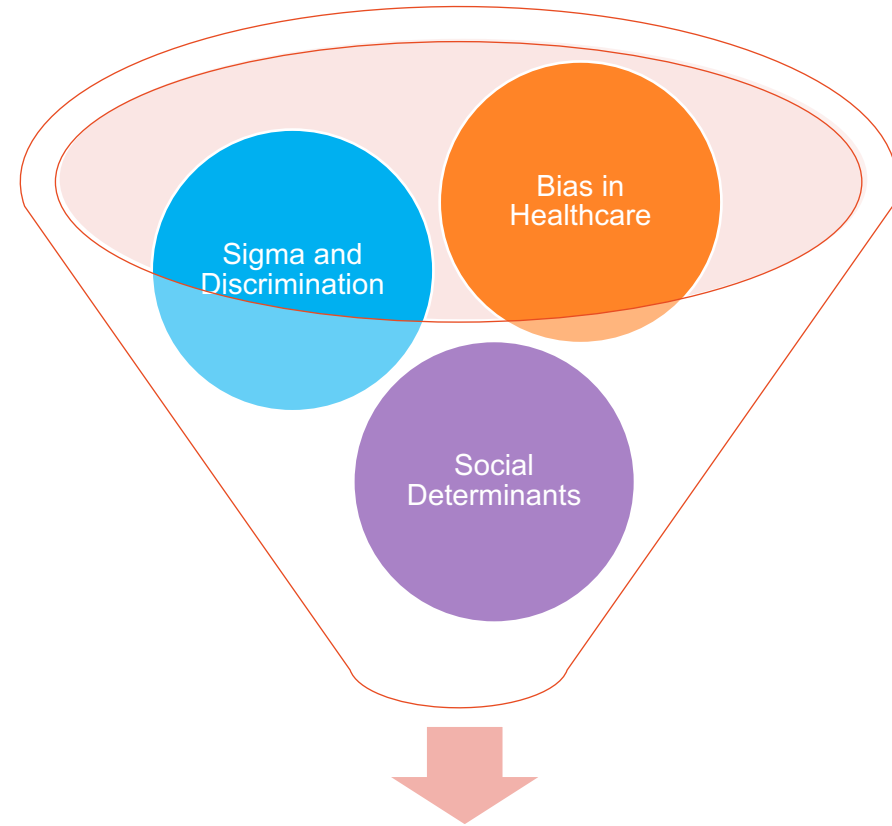 Bias in
Healthcare
Sigma and
Discrimination
Social
Determinants